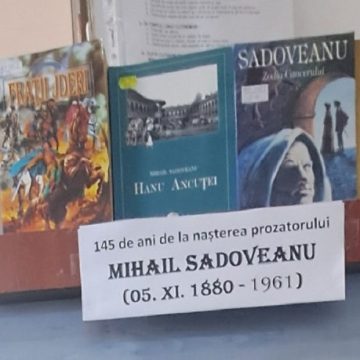 FRAȚII JDERI
MIHAIL SADOVEANU
HANU ANCUȚEI
SADOVEANU
Zodia Cancerului
145 de ani de la nașterea prozatorului
MIHAIL SADOVEANU
(05. XI. 1880 - 1961)